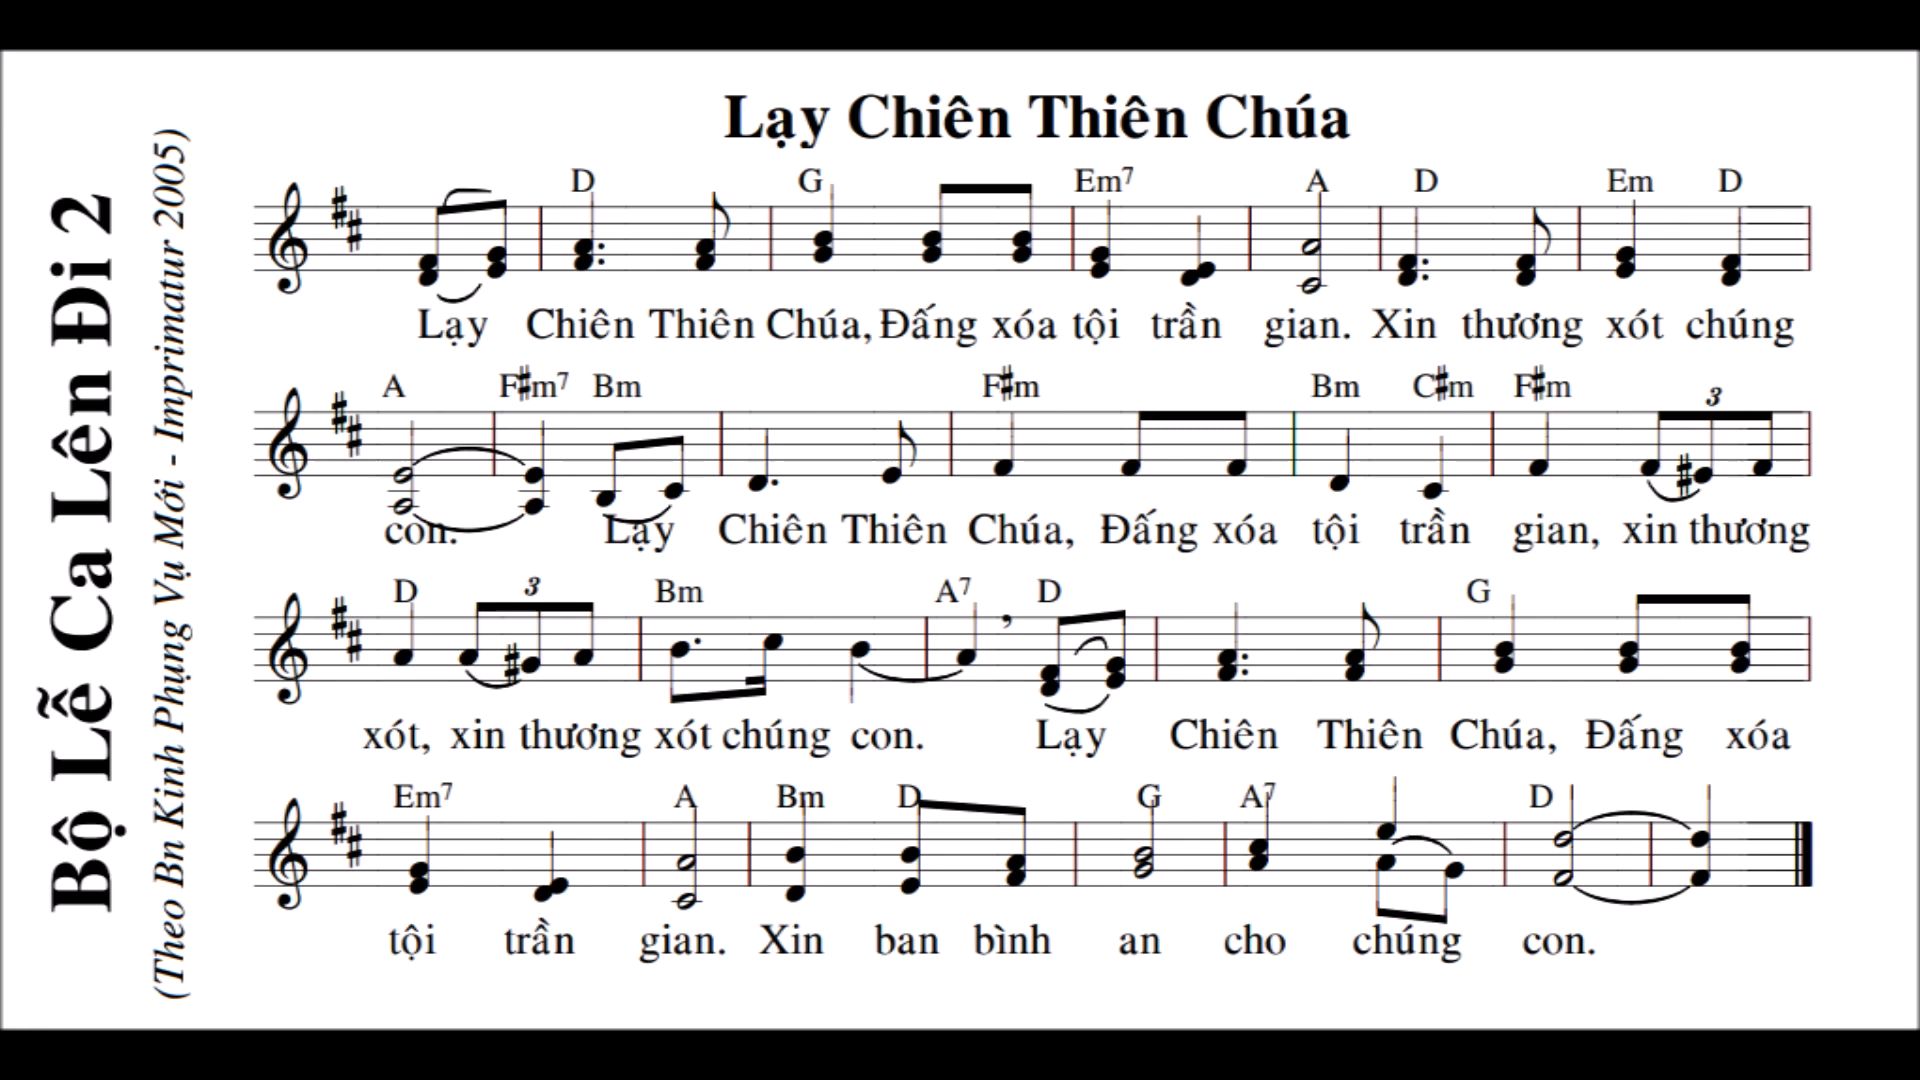 Bộ Lễ Ca Lên Đi 2
(Theo Bn Kinh Phụng Vụ Mới - Imprimatur 2005)
Lạy Chiên Thiên Chúa
D G Em7 A D Em D
Lạy Chiên Thiên Chúa, Đấng xóa tội trần gian. Xin thương xót chúng
A F#m7 Bm F#m Bm C#m F#m 3
con. Lạy Chiên Thiên Chúa, Đấng xóa tội trần gian, xin thương
D 3 Bm A7 D G
xót, xin thương xót chúng con. Lạy Chiên Thiên Chúa, Đấng xóa
Em7 A Bm D G A7 D
tội trần gian. Xin ban bình an cho chúng con.